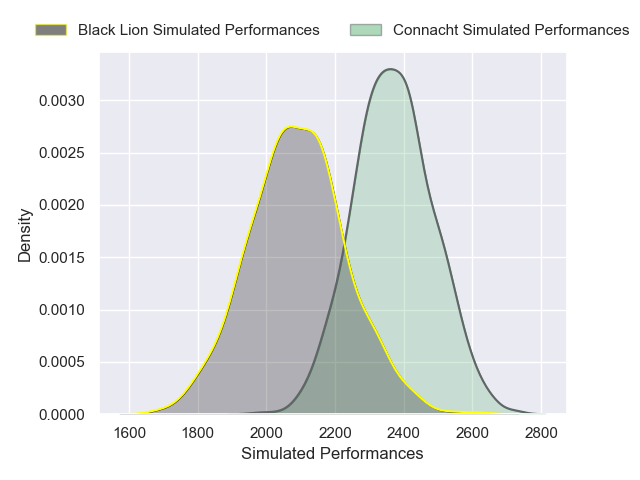 Black Lion Simulated Performances
Connacht Simulated Performances
0.0030
0.0025
0.0020
0.0015
0.0010
0.0005
0.0000
Density
1600 1800 2000 2200 2400 2600 2800
Simulated Performances